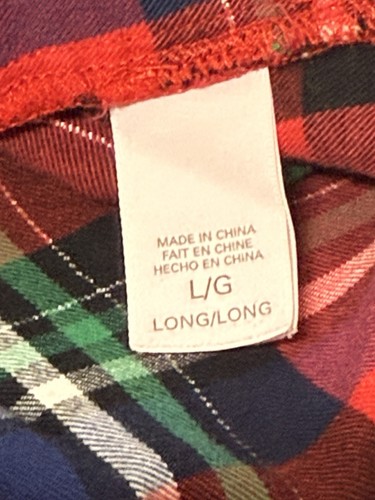 MADE IN CHINA
FAIT EN CHINE
HECHO EN CHINA
L/G
LONG/LONG